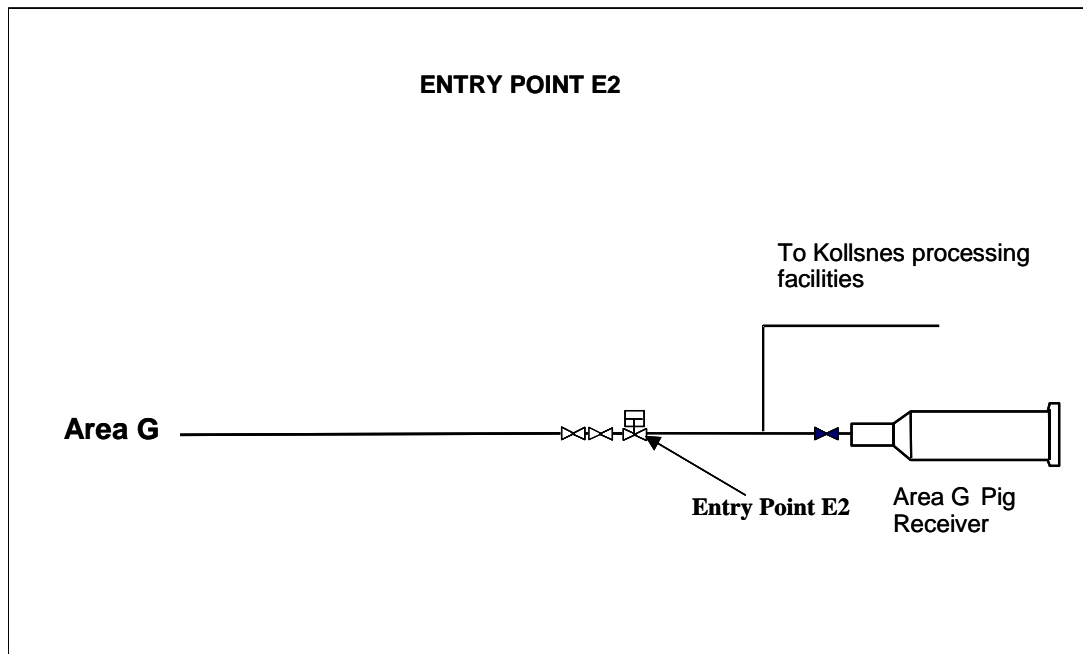 ENTRY POINT E2
To Kollsnes processing
facilities
Area G
Entry Point E2
Area G Pig
Receiver